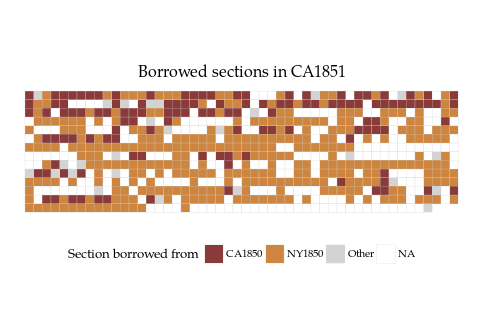 Borrowed sections in CA1851
Section borrowed from CA1850 NY1850 Other NA